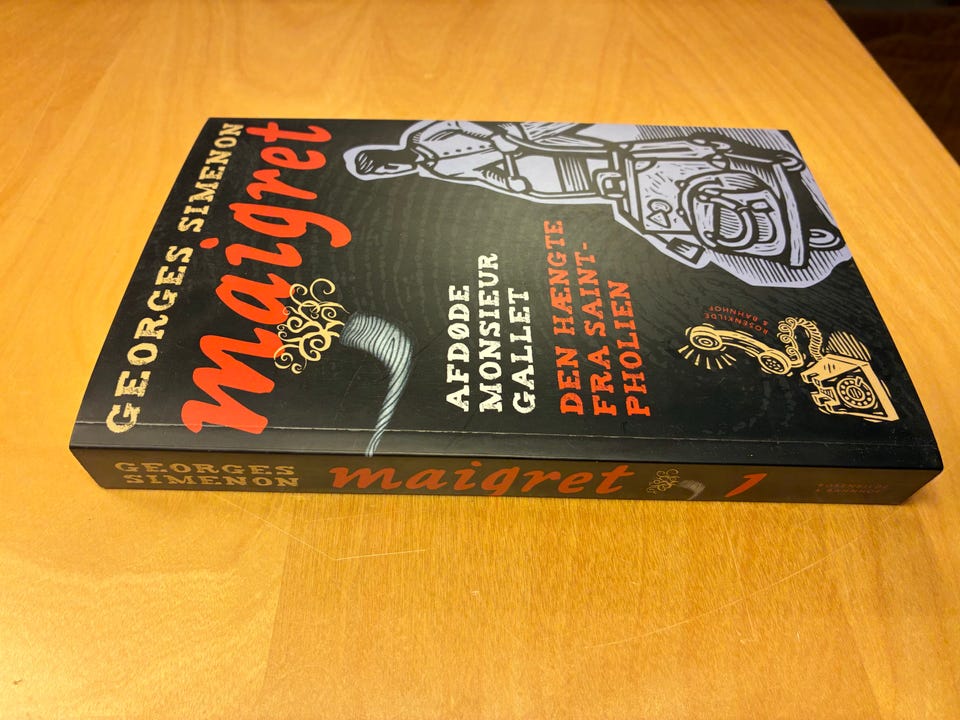 GEORGES SIMENON
maigret
AFDØDE
MONSIEUR
GALLET
DEN HÆNGTE
FRA SAINT-
PHOLIEN
ROSENKILDE
& BAHNHOF
GEORGES
SIMENON
maigret
1
ROSENKILDE
& BAHNHOF